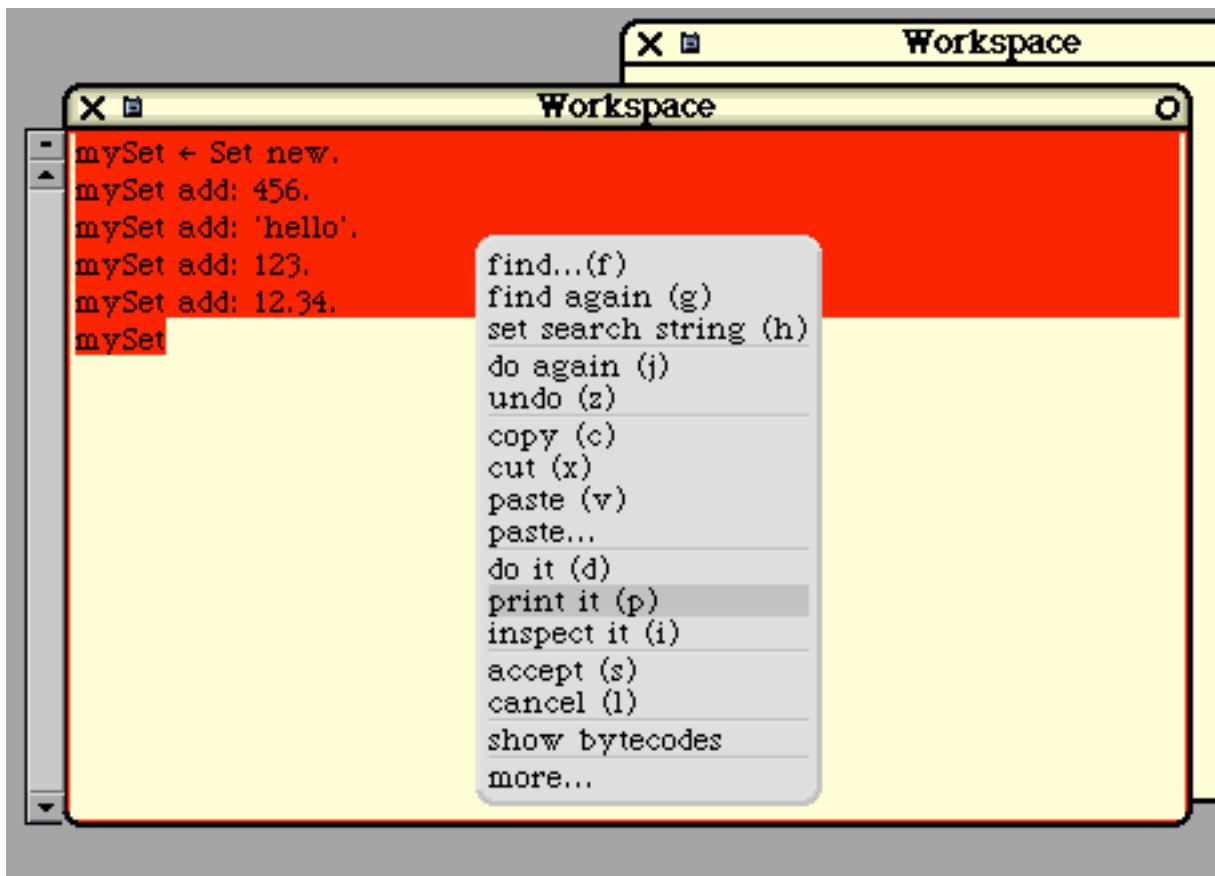 Workspace
Workspace
mySet ← Set new.
mySet add: 456.
mySet add: 'hello'.
mySet add: 123.
mySet add: 12.34.
mySet
find...(f)
find again (g)
set search string (h)
do again (j)
undo (z)
copy (c)
cut (x)
paste (v)
paste...
do it (d)
print it (p)
inspect it (i)
accept (s)
cancel (l)
show bytecodes
more...